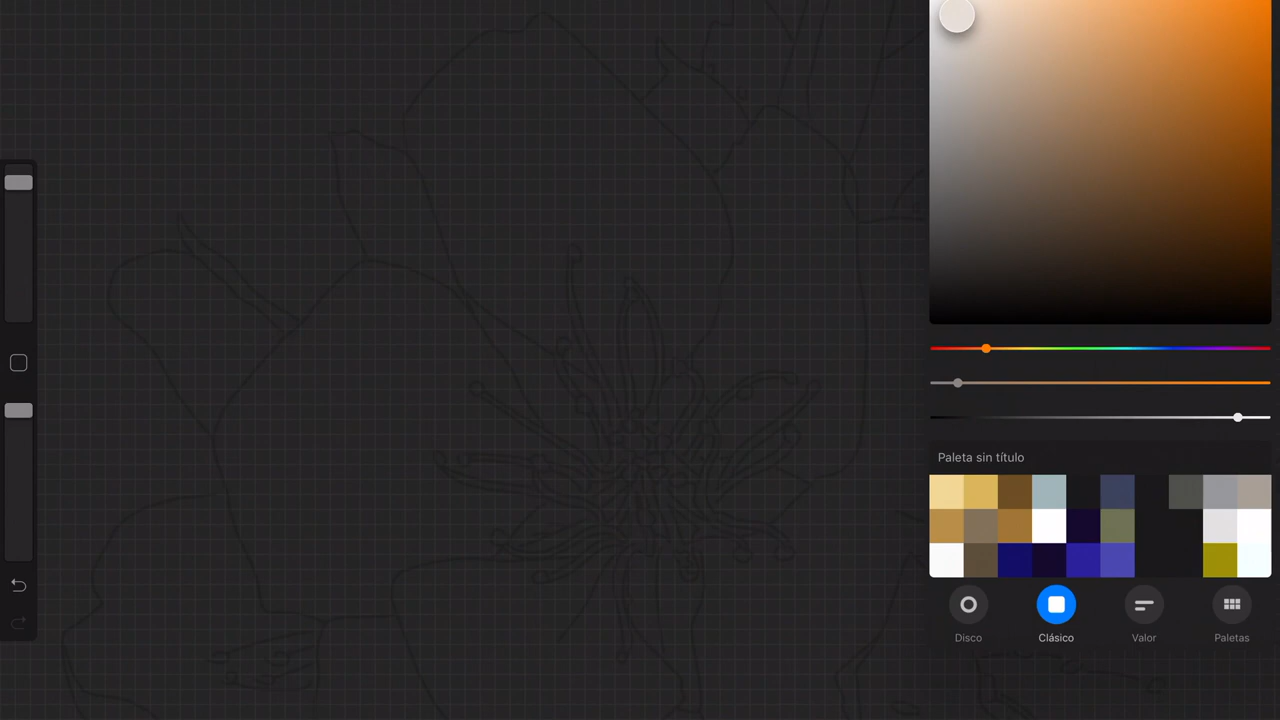 Paleta sin título
Disco
Clásico
Valor
Paletas